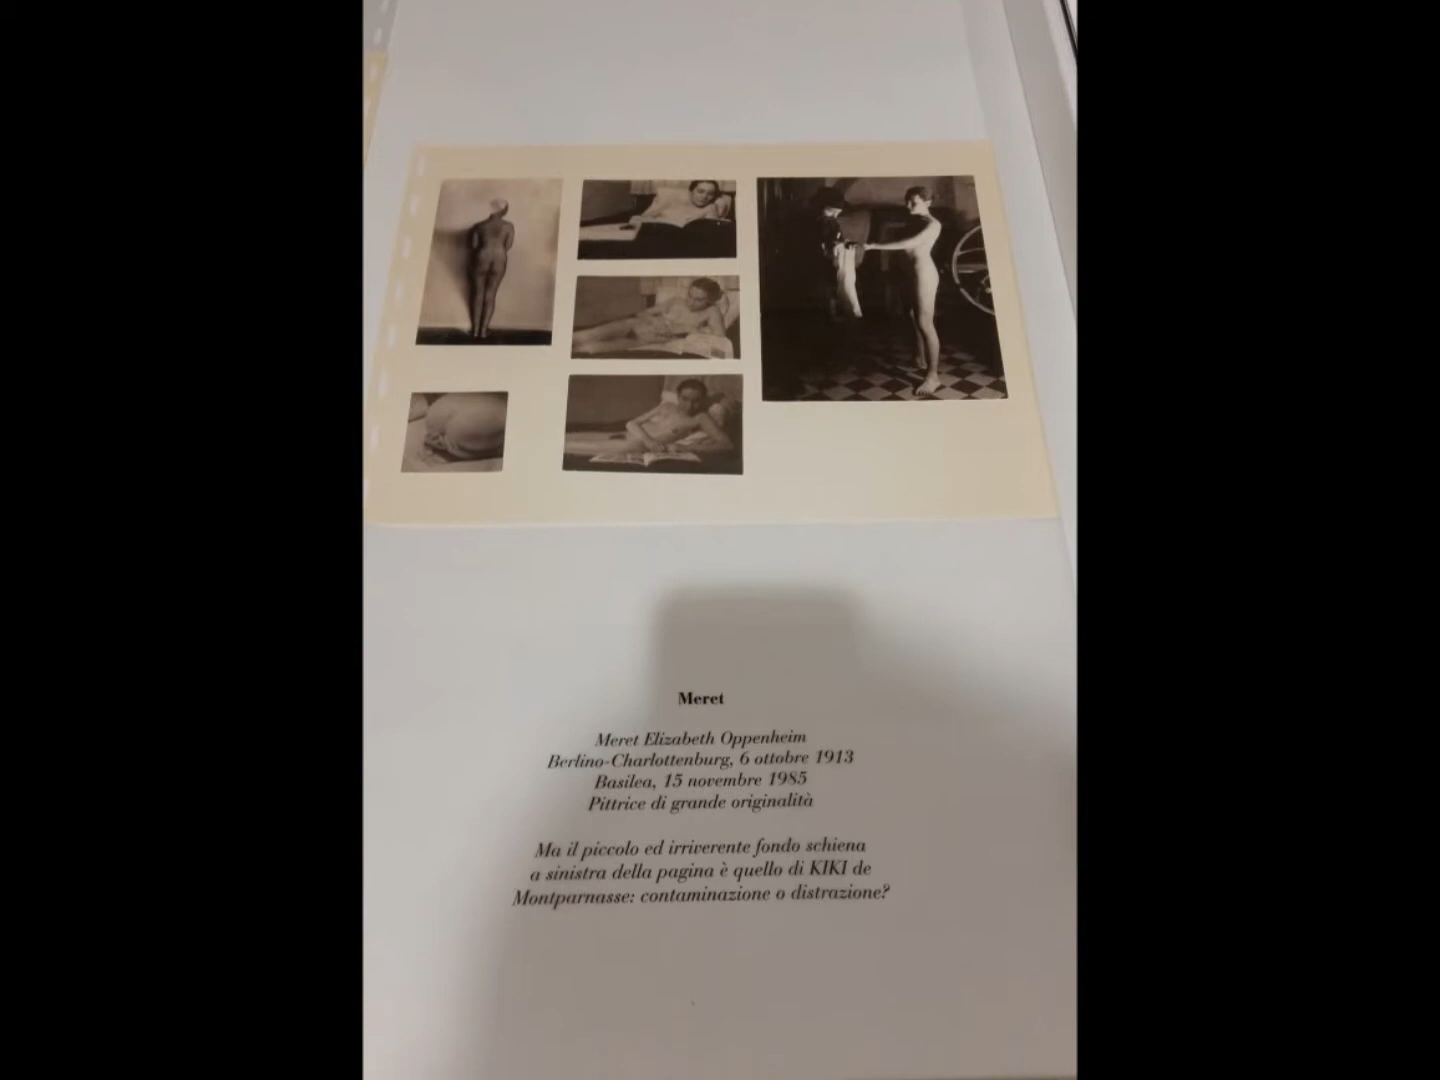 Meret
Meret Elizabeth Oppenheim
Berlino-Charlottenburg, 6 ottobre 1913
Basilea, 15 novembre 1985
Pittrice di grande originalità
Ma il piccolo ed irriverente fondo schiena
a sinistra della pagina è quello di KIKI de
Montparnasse: contaminazione o distrazione?